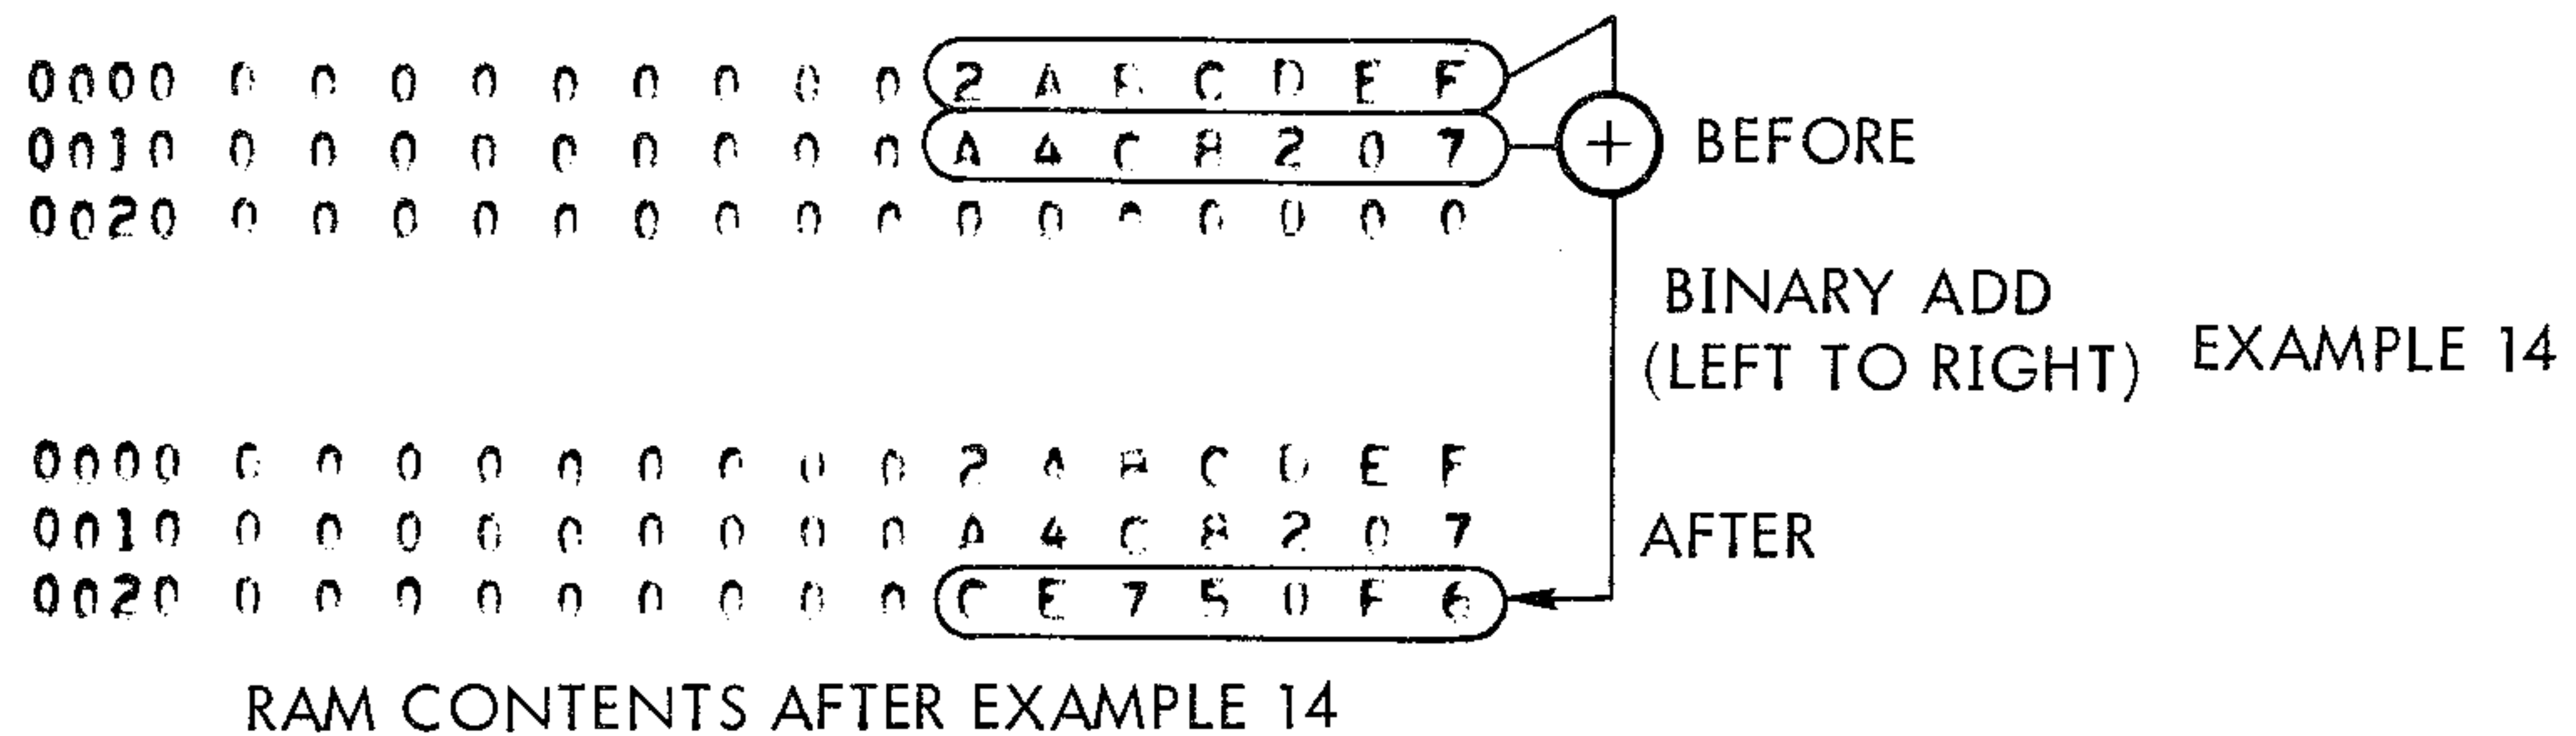 0000 0 0 0 0 0 0 0 0 0 2 A B C D E F
0010 0 0 0 0 0 0 0 0 0 A 4 C 8 2 0 7
+ BEFORE
0020 0 0 0 0 0 0 0 0 0 0 0 0 0 0 0 0
BINARY ADD
(LEFT TO RIGHT)
EXAMPLE 14
0000 0 0 0 0 0 0 0 0 0 2 A B C D E F
0010 0 0 0 0 0 0 0 0 0 A 4 C 8 2 0 7
AFTER
0020 0 0 0 0 0 0 0 0 0 C E 7 5 0 F 6
RAM CONTENTS AFTER EXAMPLE 14